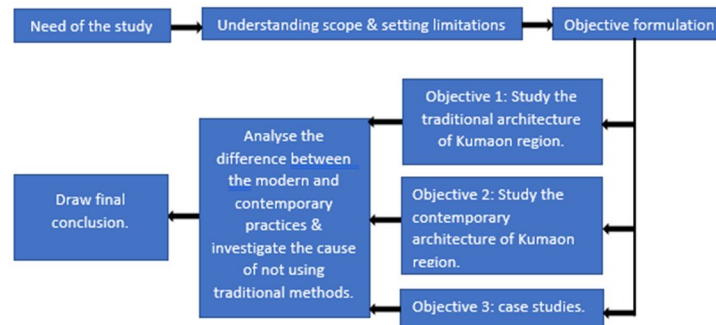 Need of the study
Understanding scope & setting limitations
Objective formulation
Objective 1: Study the
traditional architecture
of Kumaon region.
Objective 2: Study the
contemporary
architecture of Kumaon
region.
Objective 3: case studies.
Analyse the
difference between
the modern and
contemporary
practices &
investigate the cause
of not using
traditional methods.
Draw final
conclusion.